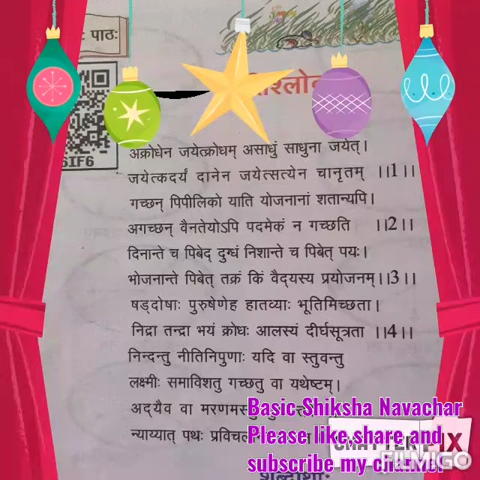 पाठः
अक्रोधेन जयेत्क्रोधम् असाधुं साधुना जयेत्।
जयेत्कदर्यं दानेन जयेत्सत्येन चानृतम् ।।1।।
गच्छन् पिपीलिको याति योजनानां शतान्यपि।
अगच्छन् वैनतेयोऽपि पदमेकं न गच्छति ।।2।।
दिनान्ते च पिबेद् दुग्धं निशान्ते च पिबेत् पयः।
भोजनान्ते पिबेत् तक्रं किं वैद्यस्य प्रयोजनम्।।3।।
षड्दोषाः पुरुषेणेह हातव्याः भूतिमिच्छता।
निद्रा तन्द्रा भयं क्रोधः आलस्यं दीर्घसूत्रता ।।4।।
निन्दन्तु नीतिनिपुणाः यदि वा स्तुवन्तु
लक्ष्मीः समाविशतु गच्छतु वा यथेष्टम्।
अद्यैव वा मरणमस्तु
न्याय्यात् पथः
Basic Shiksha Navachar
Please like,share and
subscribe my channel
शब्दार्थाः
FILMIGO